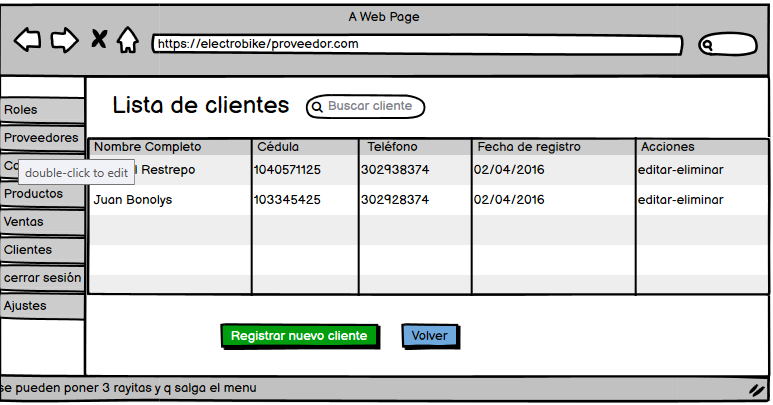 A Web Page
https://electrobike/proveedor.com
Lista de clientes
Buscar cliente
Roles
Proveedores
Productos
Ventas
Clientes
cerrar sesión
Ajustes
double-click to edit
Nombre Completo Cédula Teléfono Fecha de registro Acciones
Restrepo 1040571125 302938374 02/04/2016 editar-eliminar
Juan Bonolys 103345425 302928374 02/04/2016 editar-eliminar
Registrar nuevo cliente
Volver
se pueden poner 3 rayitas y q salga el menu